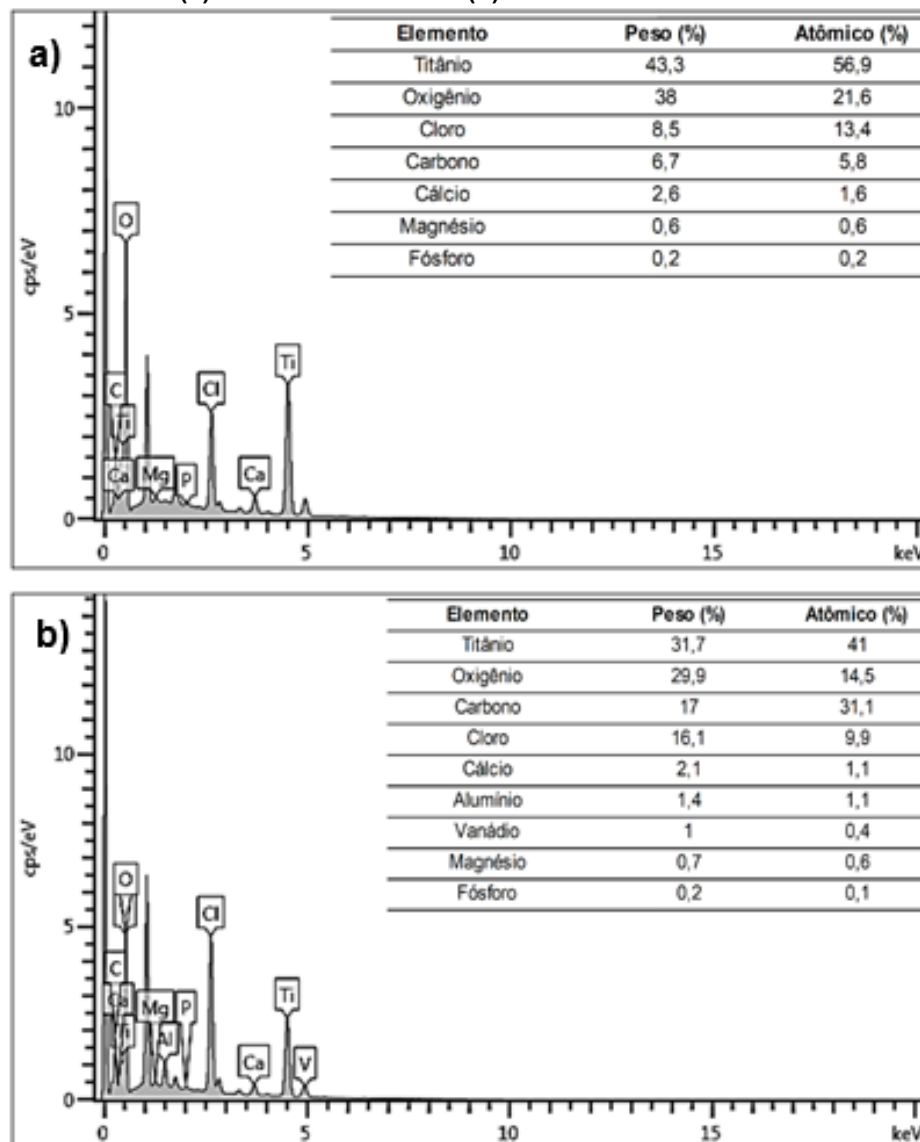 a)
Elemento Peso (%) Atômico (%)
Titânio 43,3 56,9
Oxigênio 38 21,6
Cloro 8,5 13,4
Carbono 6,7 5,8
Cálcio 2,6 1,6
Magnésio 0,6 0,6
Fósforo 0,2 0,2
10
5
0
cps/eV
O
C
Ti
Ca
Mg
P
Cl
Ca
Ti
0 5 10 15 keV
b)
Elemento Peso (%) Atômico (%)
Titânio 31,7 41
Oxigênio 29,9 14,5
Carbono 17 31,1
Cloro 16,1 9,9
Cálcio 2,1 1,1
Alumínio 1,4 1,1
Vanádio 1 0,4
Magnésio 0,7 0,6
Fósforo 0,2 0,1
10
5
0
cps/eV
O
C
Ca
Ti
Mg
Al
P
Cl
Ca
Ti
V
0 5 10 15 keV